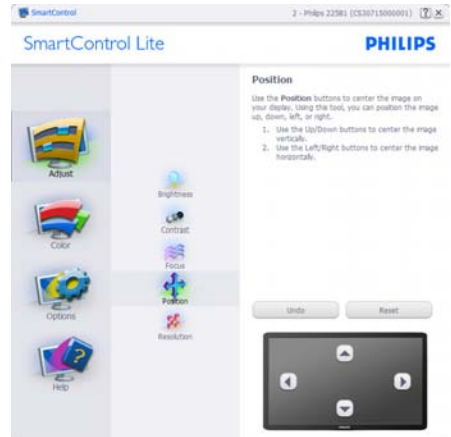 SmartControl
2 - Philips 225B1 (CS30715000001)
SmartControl Lite
PHILIPS
Adjust
Color
Options
Help
Brightness
Contrast
Focus
Position
Resolution
Position
Use the Position buttons to center the image on
your display. Using this tool, you can position the image
up, down, left, or right.
1. Use the Up/Down buttons to center the image
vertically.
2. Use the Left/Right buttons to center the image
horizontally.
Undo
Reset